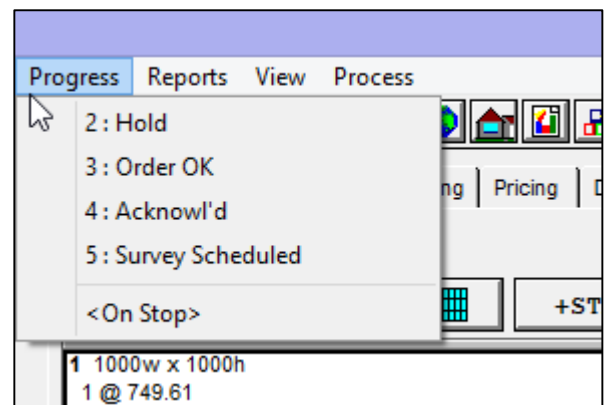 Progress Reports View Process
2 : Hold
3 : Order OK
4 : Acknowl'd
5 : Survey Scheduled
<On Stop>
ng Pricing
+ST
1 1000w x 1000h
1 @ 749.61